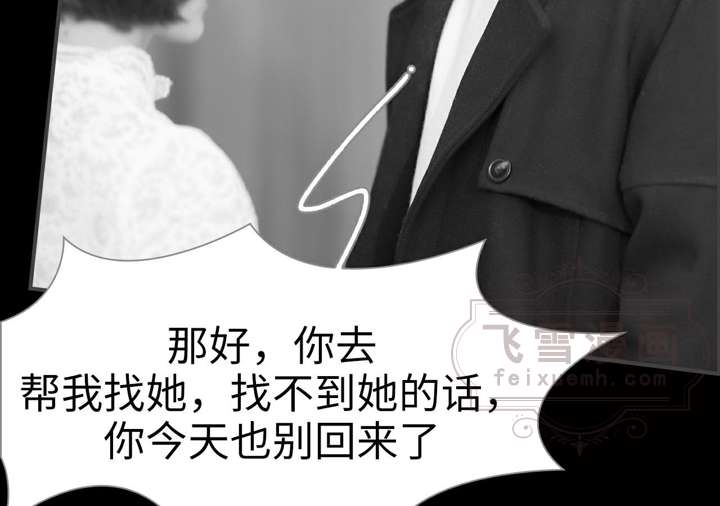 那好，你去
帮我找她，找不到她的话，
你今天也别回来了
飞雪漫画
feixuemh.com